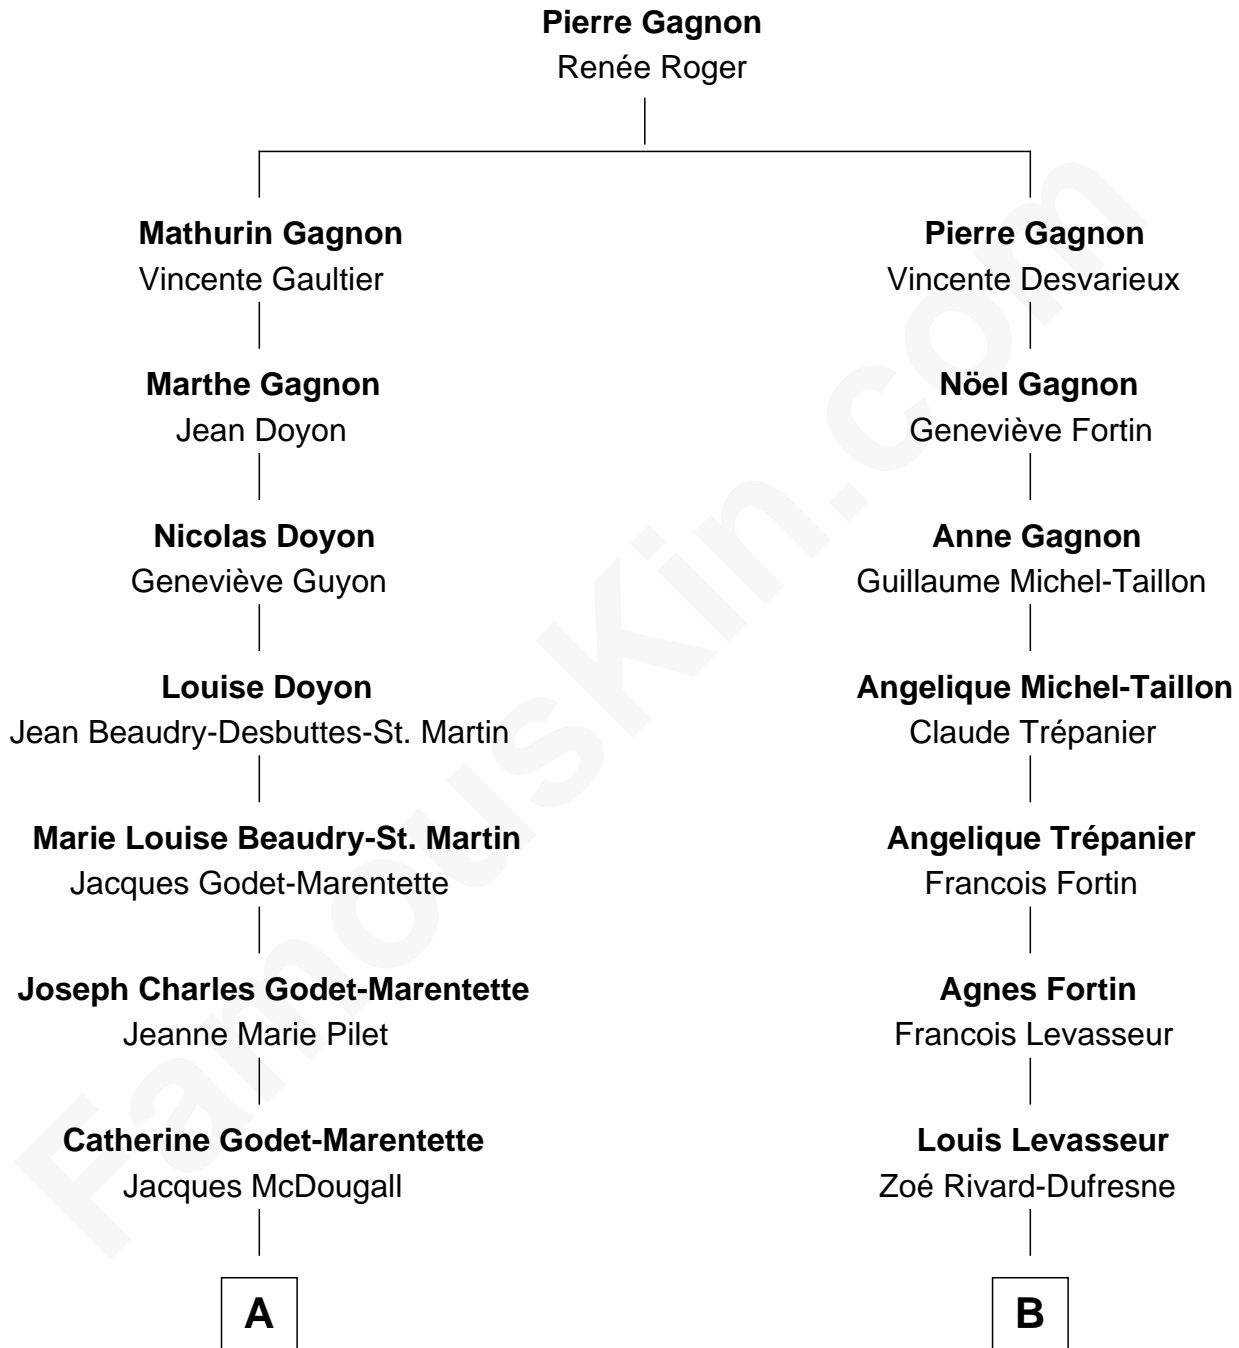 Pierre Gagnon
Renée Roger
Mathurin Gagnon
Vincente Gaultier
Marthe Gagnon
Jean Doyon
Nicolas Doyon
Geneviève Guyon
Louise Doyon
Jean Beaudry-Desbuttes-St. Martin
Marie Louise Beaudry-St. Martin
Jacques Godet-Marentette
Joseph Charles Godet-Marentette
Jeanne Marie Pilet
Catherine Godet-Marentette
Jacques McDougall
A
Pierre Gagnon
Vincente Desvarieux
Nöel Gagnon
Geneviève Fortin
Anne Gagnon
Guillaume Michel-Taillon
Angelique Michel-Taillon
Claude Trépanier
Angelique Trépanier
Francois Fortin
Agnes Fortin
Francois Levasseur
Louis Levasseur
Zoé Rivard-Dufresne
B
FamousKin.com